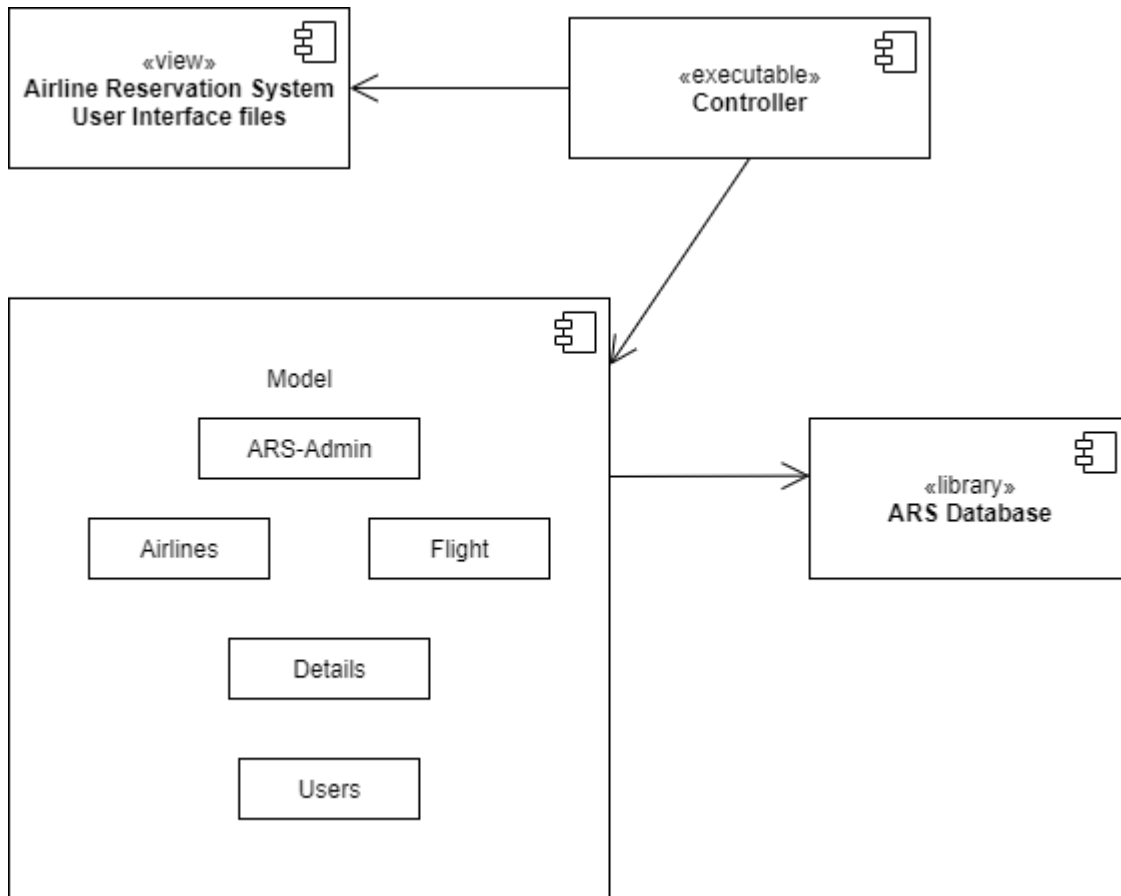 «view»
Airline Reservation System
User Interface files
«executable»
Controller
Model
ARS-Admin
Airlines
Flight
Details
Users
«library»
ARS Database